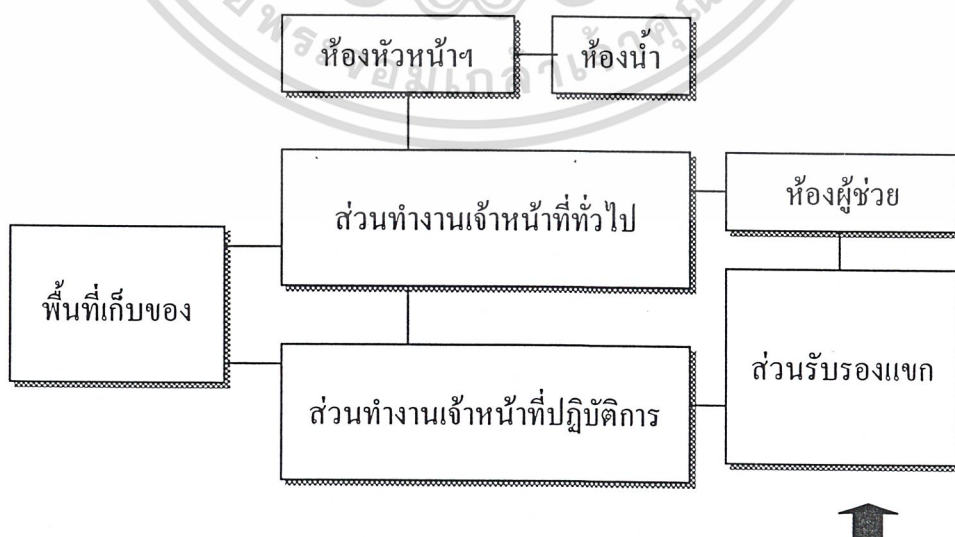 ห้องหัวหน้าฯ
ห้องน้ำ
ส่วนทำงานเจ้าหน้าที่ทั่วไป
ห้องผู้ช่วย
พื้นที่เก็บของ
ส่วนรับรองแขก
ส่วนทำงานเจ้าหน้าที่ปฏิบัติการ